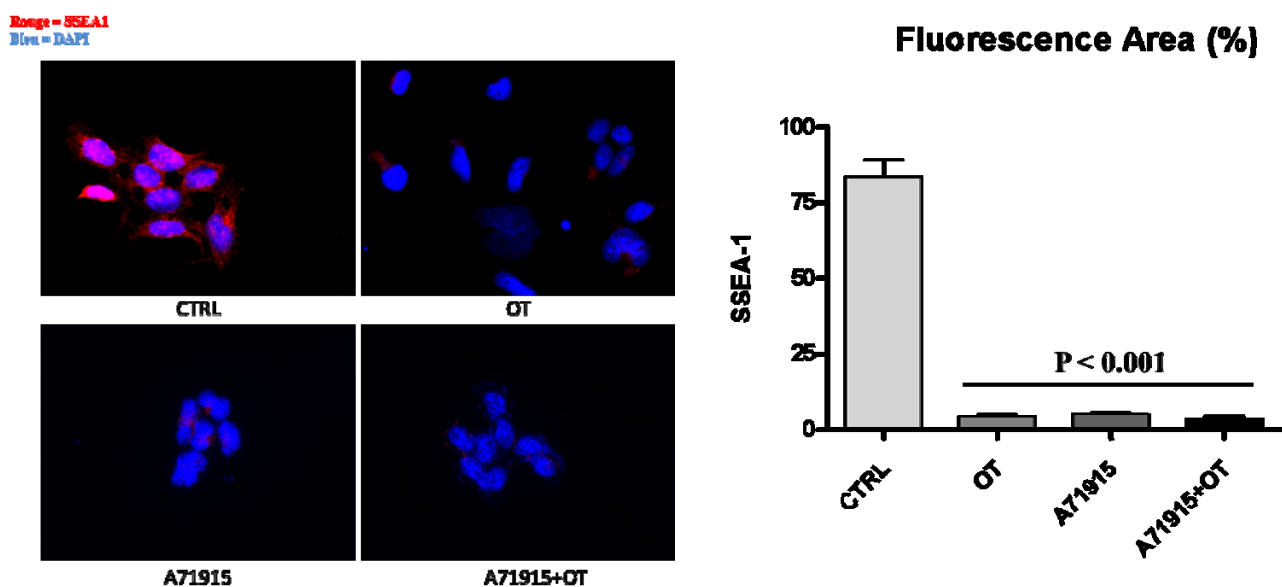 Rouge = SSEA1
Bleu = DAPI
CTRL
OT
A71915
A71915+OT
Fluorescence Area (%)
SSEA-1
100
75
50
25
0
P < 0.001
CTRL
OT
A71915
A71915+OT